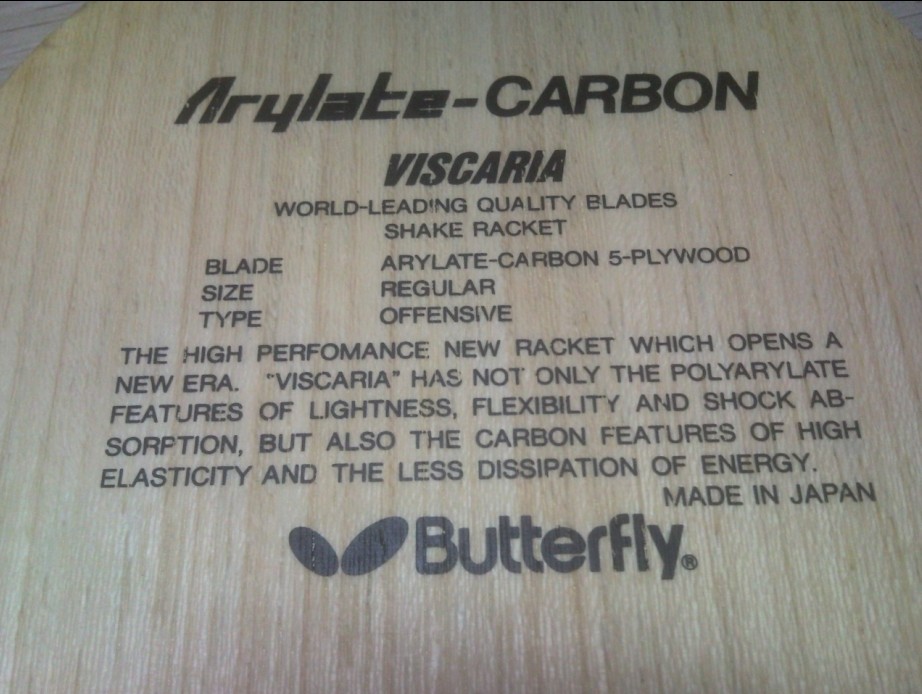 Arylate-CARBON
VISCARIA
WORLD-LEADING QUALITY BLADES
SHAKE RACKET
BLADE ARYLATE-CARBON 5-PLYWOOD
SIZE REGULAR
TYPE OFFENSIVE
THE HIGH PERFOMANCE NEW RACKET WHICH OPENS A
NEW ERA. "VISCARIA" HAS NOT ONLY THE POLYARYLATE
FEATURES OF LIGHTNESS, FLEXIBILITY AND SHOCK AB-
SORPTION, BUT ALSO THE CARBON FEATURES OF HIGH
ELASTICITY AND THE LESS DISSIPATION OF ENERGY.
MADE IN JAPAN
Butterfly®